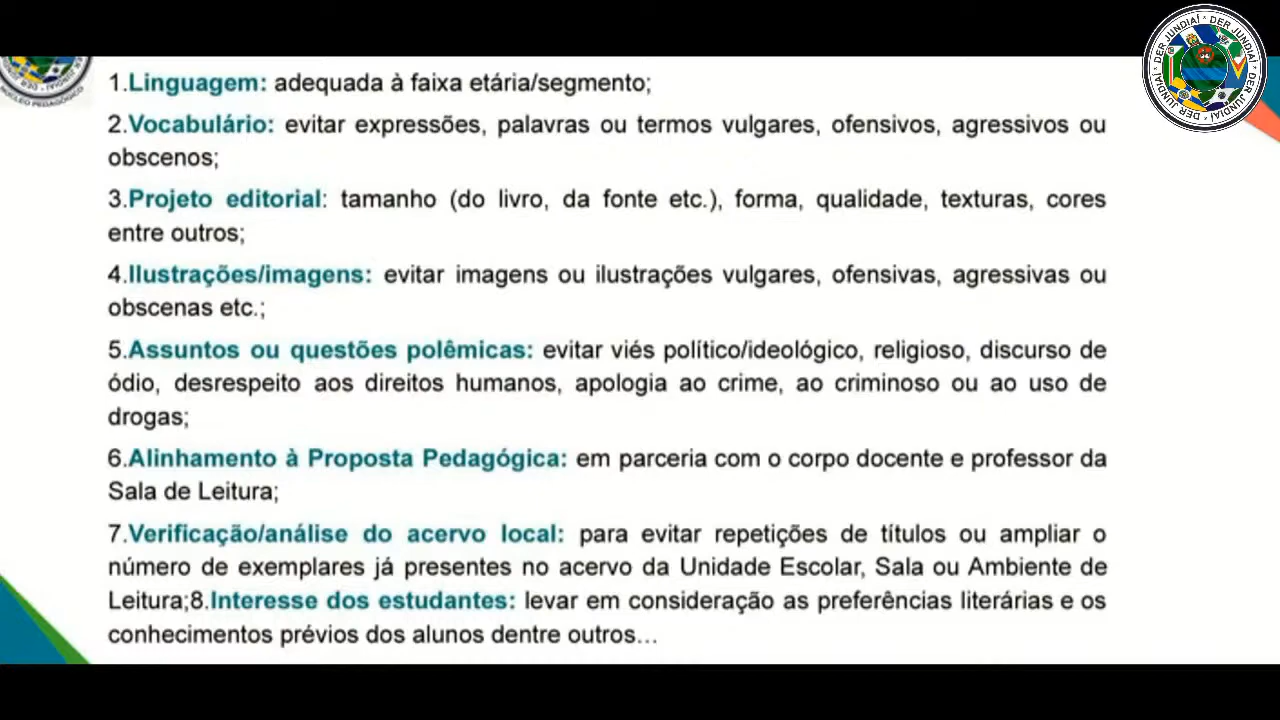 DER JUNDIAÍ * DER JUNDIAÍ * DER JUNDIAÍ
NÚCLEO PEDAGÓGICO
1.Linguagem: adequada à faixa etária/segmento;
2.Vocabulário: evitar expressões, palavras ou termos vulgares, ofensivos, agressivos ou
obscenos;
3.Projeto editorial: tamanho (do livro, da fonte etc.), forma, qualidade, texturas, cores
entre outros;
4.Ilustrações/imagens: evitar imagens ou ilustrações vulgares, ofensivas, agressivas ou
obscenas etc.;
5.Assuntos ou questões polêmicas: evitar viés político/ideológico, religioso, discurso de
ódio, desrespeito aos direitos humanos, apologia ao crime, ao criminoso ou ao uso de
drogas;
6.Alinhamento à Proposta Pedagógica: em parceria com o corpo docente e professor da
Sala de Leitura;
7.Verificação/análise do acervo local: para evitar repetições de títulos ou ampliar o
número de exemplares já presentes no acervo da Unidade Escolar, Sala ou Ambiente de
Leitura;8.Interesse dos estudantes: levar em consideração as preferências literárias e os
conhecimentos prévios dos alunos dentre outros...